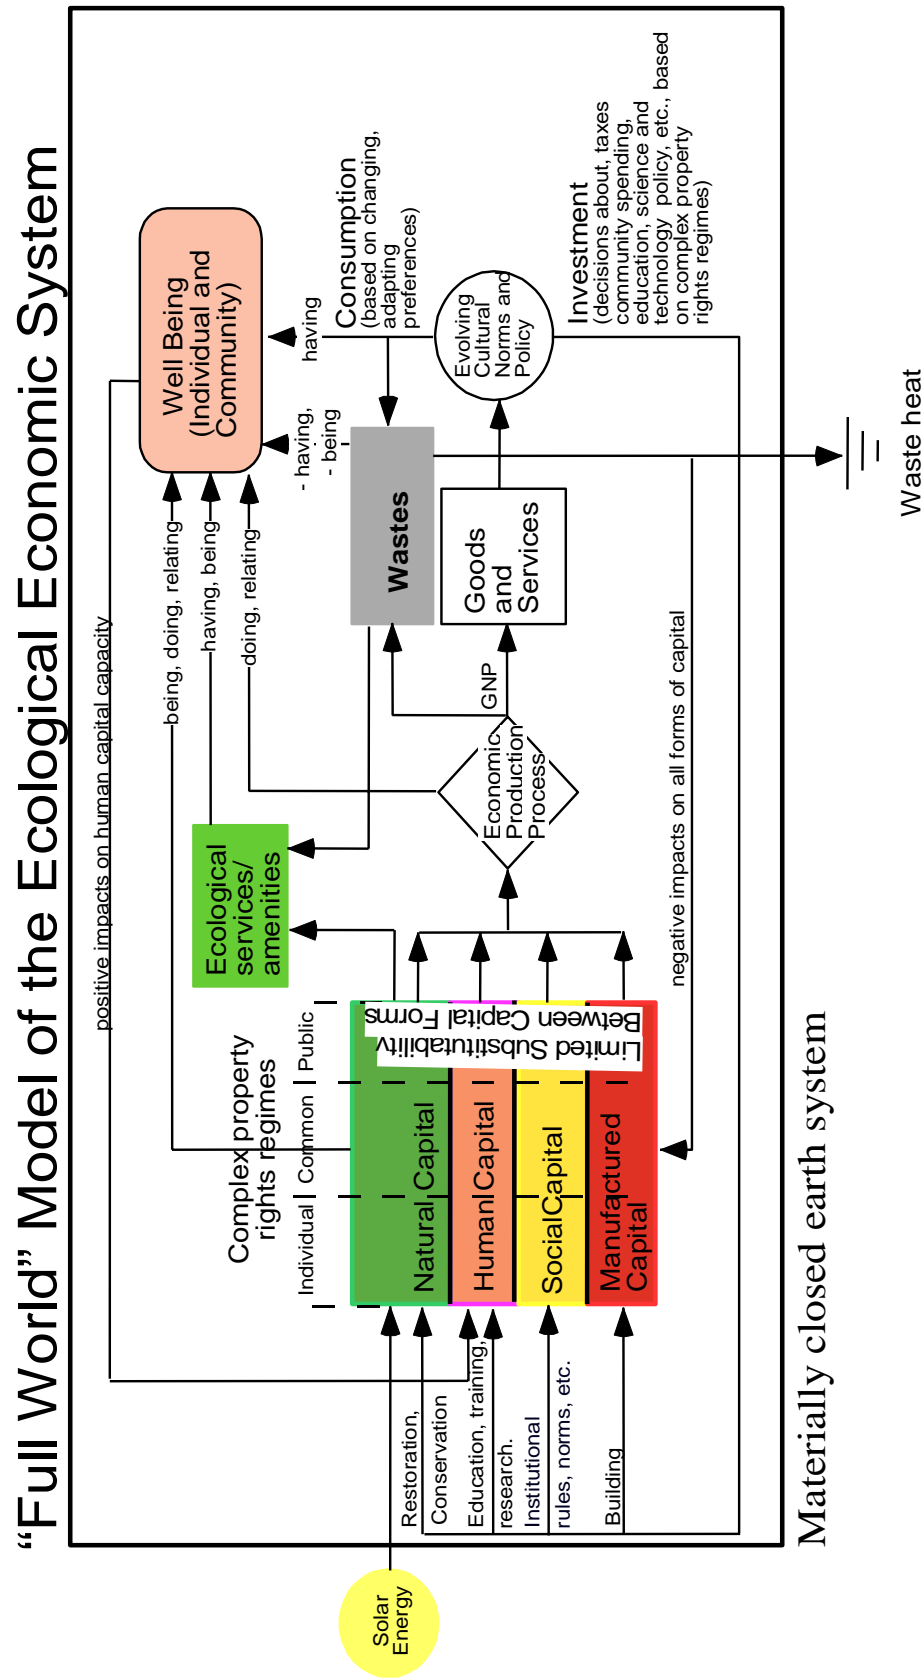 “Full World” Model of the Ecological Economic System
positive impacts on human capital capacity
being, doing, relating
having, being
doing, relating
Well Being
(Individual and
Community)
Ecological
services/
amenities
Complex property
rights regimes
Individual
Common
Public
Solar
Energy
Restoration,
Conservation
Education, training,
research.
Institutional
rules, norms, etc.
Building
Natural Capital
Human Capital
Social Capital
Manufactured
Capital
Limited Substitutability
Between Capital Forms
Economic
Production
Process
GNP
Wastes
Goods
and
Services
- having,
- being
having
Consumption
(based on changing,
adapting
preferences)
Evolving
Cultural
Norms and
Policy
Investment
(decisions about, taxes
community spending,
education, science and
technology policy, etc., based
on complex property
rights regimes)
negative impacts on all forms of capital
Materially closed earth system
Waste heat